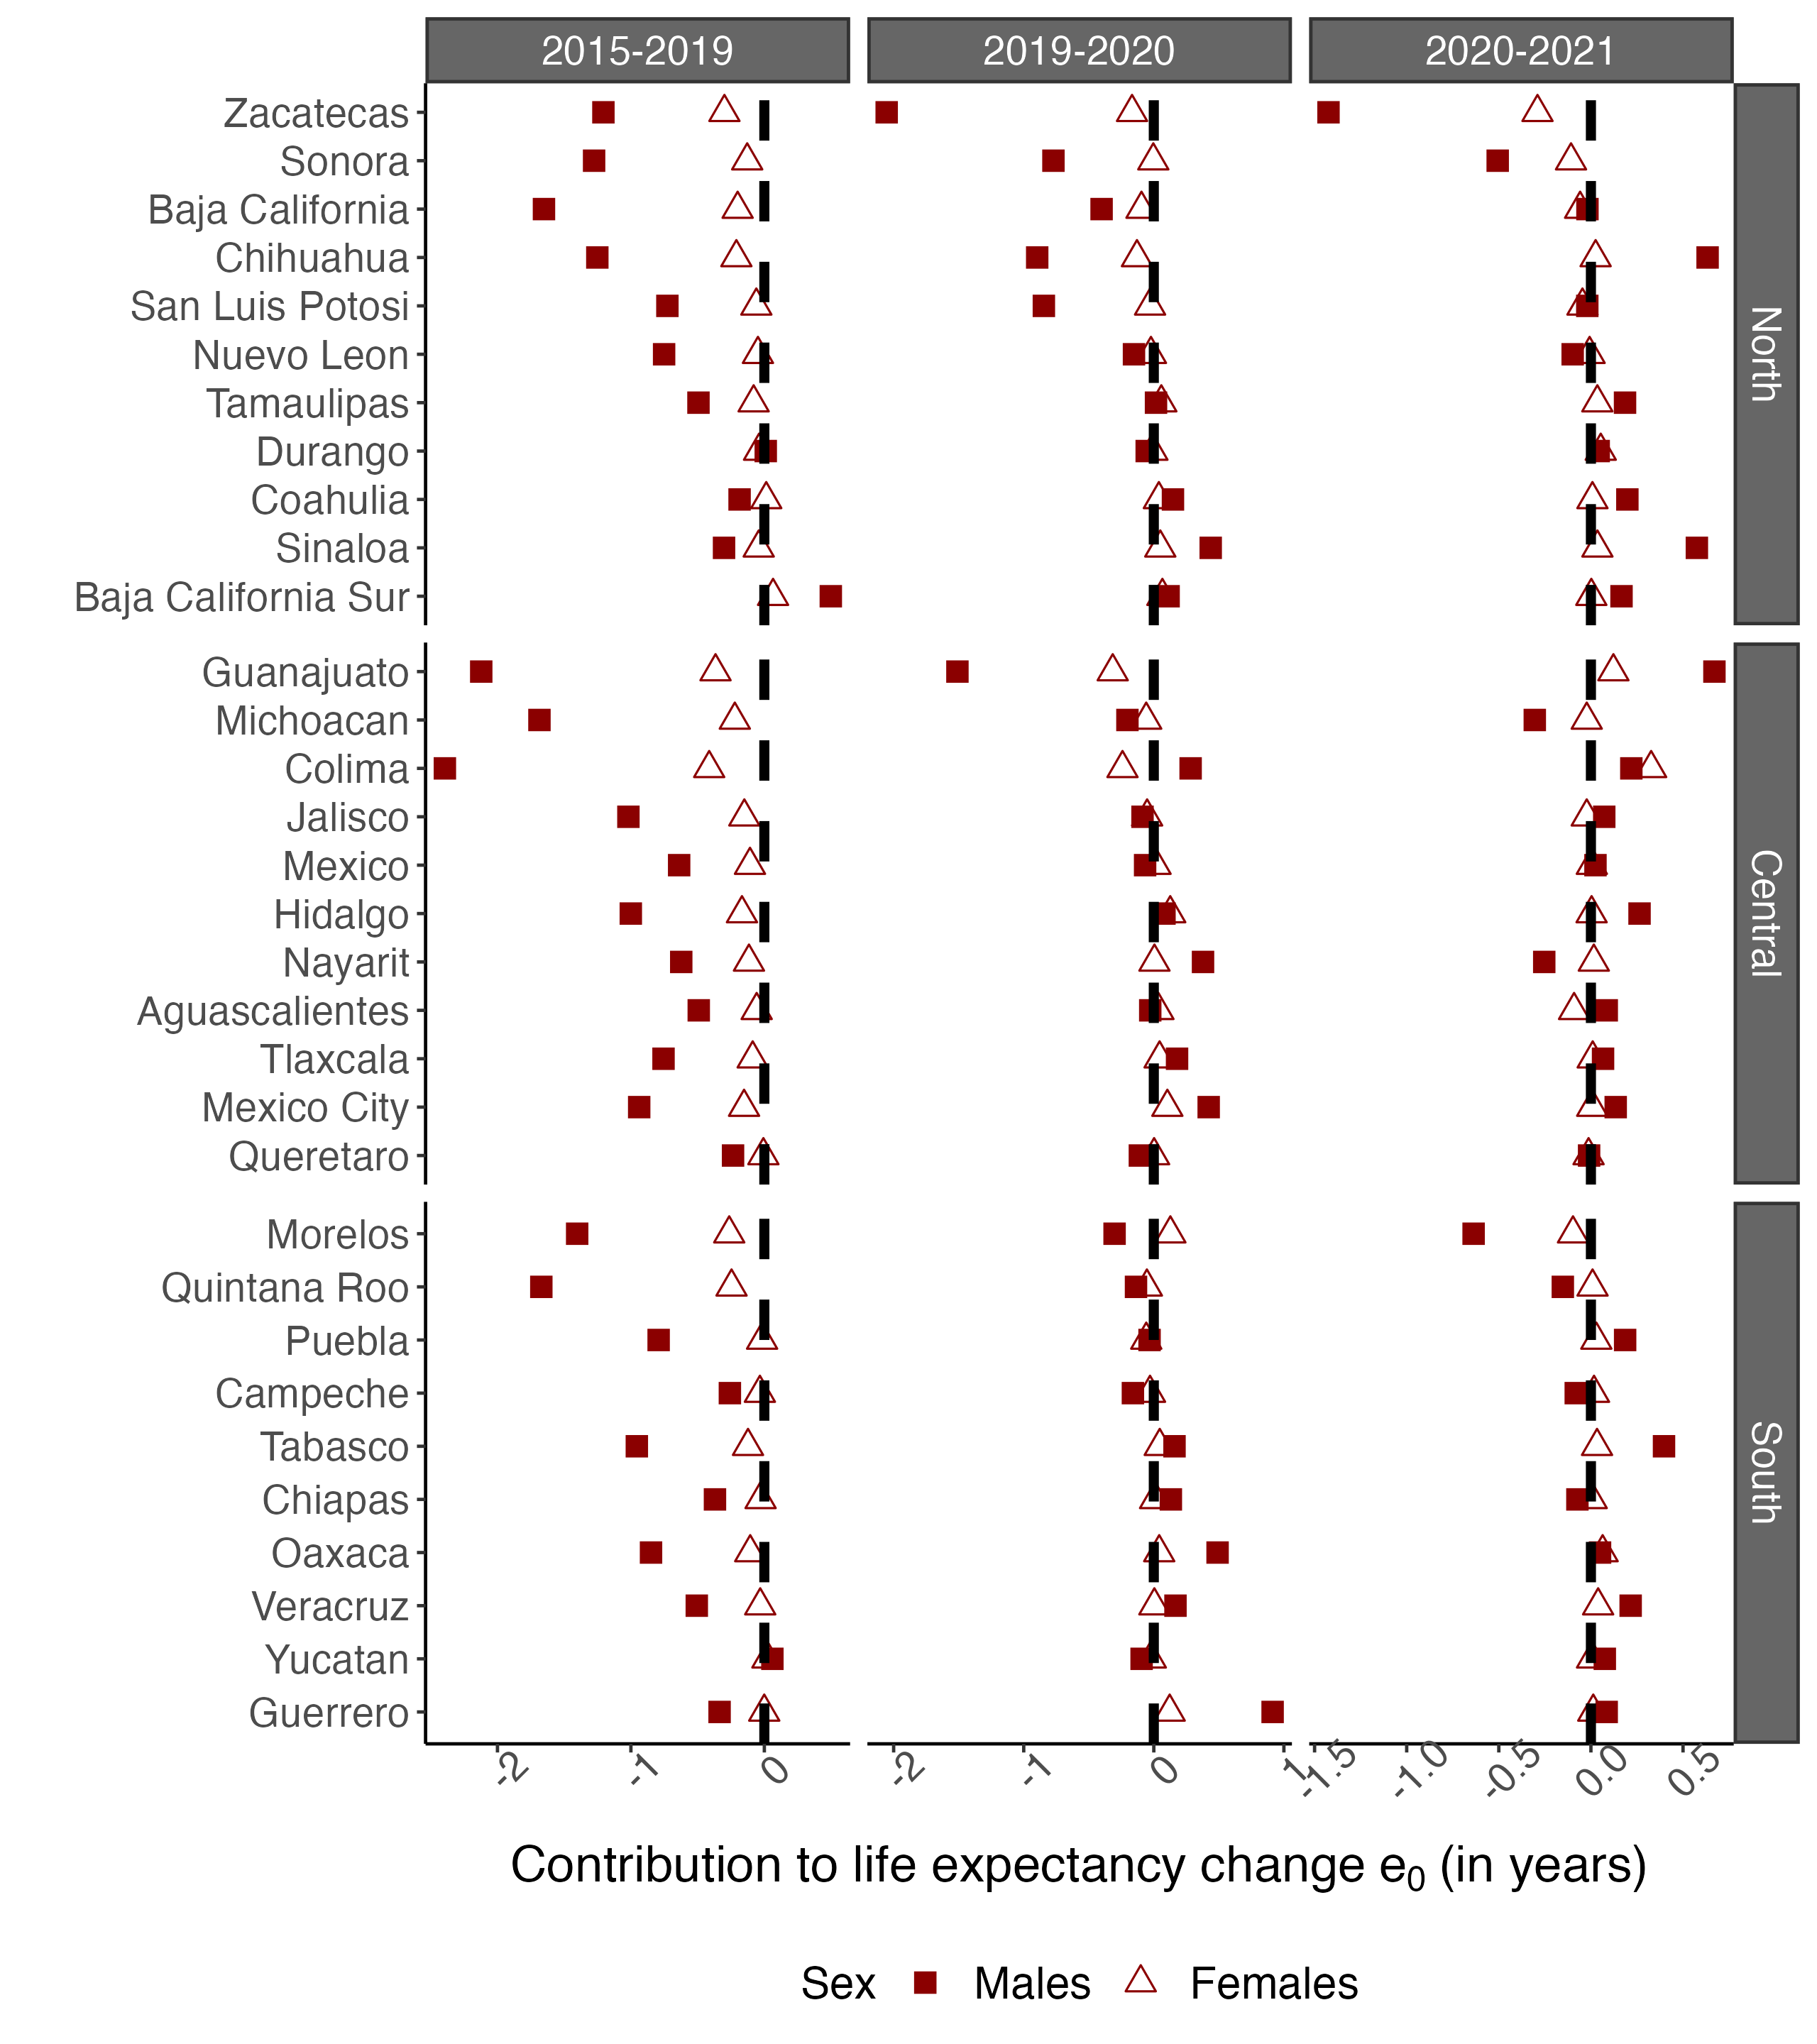 2015-2019 2019-2020 2020-2021
Zacatecas
Sonora
Baja California
Chihuahua
San Luis Potosi
Nuevo Leon
Tamaulipas
Durango
Coahulia
Sinaloa
Baja California Sur
North
Guanajuato
Michoacan
Colima
Jalisco
Mexico
Hidalgo
Nayarit
Aguascalientes
Tlaxcala
Mexico City
Queretaro
Central
Morelos
Quintana Roo
Puebla
Campeche
Tabasco
Chiapas
Oaxaca
Veracruz
Yucatan
Guerrero
South
-2 -1 0 -2 -1 0 1 -1.5 -1.0 -0.5 0.0 0.5
Contribution to life expectancy change e₀ (in years)
Sex Males Females